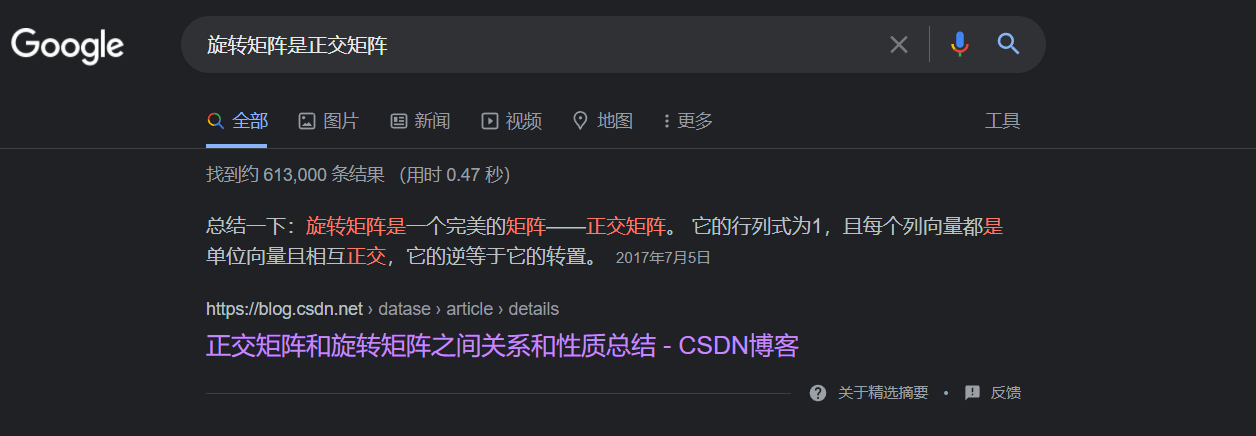 Google
旋转矩阵是正交矩阵
全部 图片 新闻 视频 地图 更多 工具
找到约 613,000 条结果 （用时 0.47 秒）
总结一下：旋转矩阵是一个完美的矩阵——正交矩阵。 它的行列式为1，且每个列向量都是
单位向量且相互正交，它的逆等于它的转置。 2017年7月5日
https://blog.csdn.net › datase › article › details
正交矩阵和旋转矩阵之间关系和性质总结 - CSDN博客
关于精选摘要 • 反馈